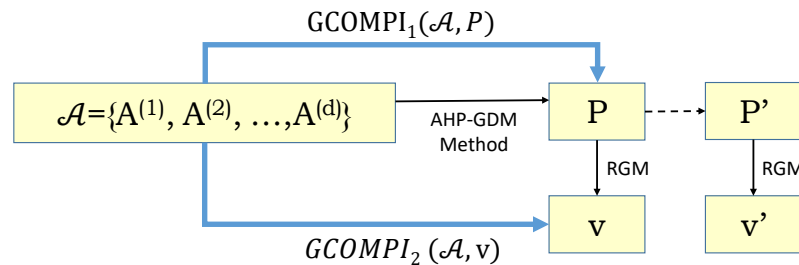 GCOMPI₁(𝒜, P)
𝒜={A⁽¹⁾, A⁽²⁾, …,A⁽ᵈ⁾}
AHP-GDM
Method
P
P’
RGM
RGM
v
v’
GCOMPI₂ (𝒜, v)